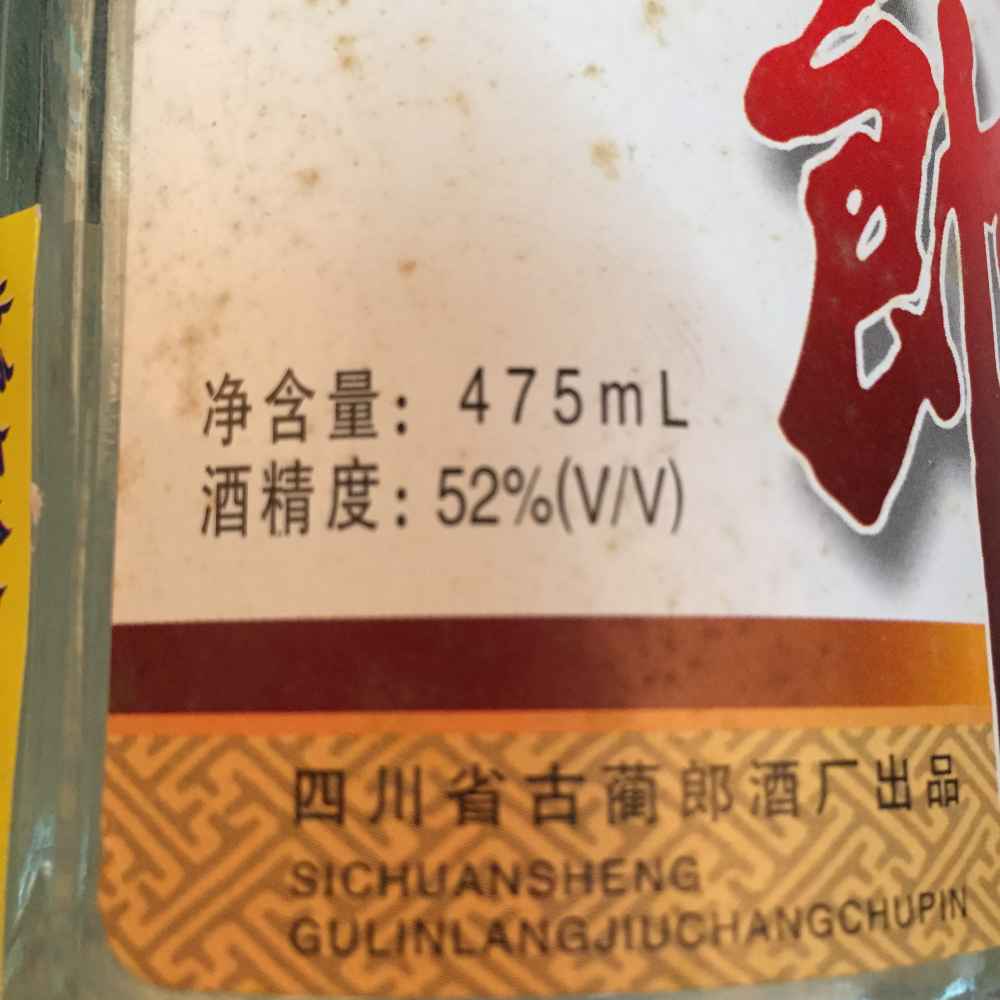 郎
净含量: 475mL
酒精度: 52%(V/V)
四川省古蔺郎酒厂出品
SICHUANSHENG
GULINLANGJIUCHANGCHUPIN